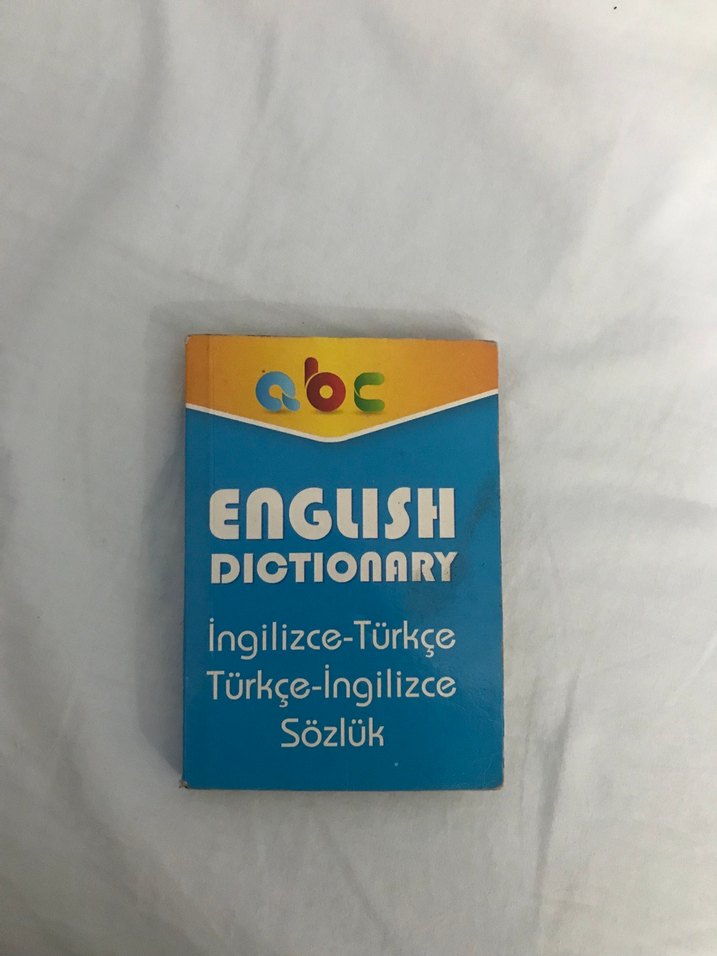 abc
ENGLISH
DICTIONARY
İngilizce-Türkçe
Türkçe-İngilizce
Sözlük